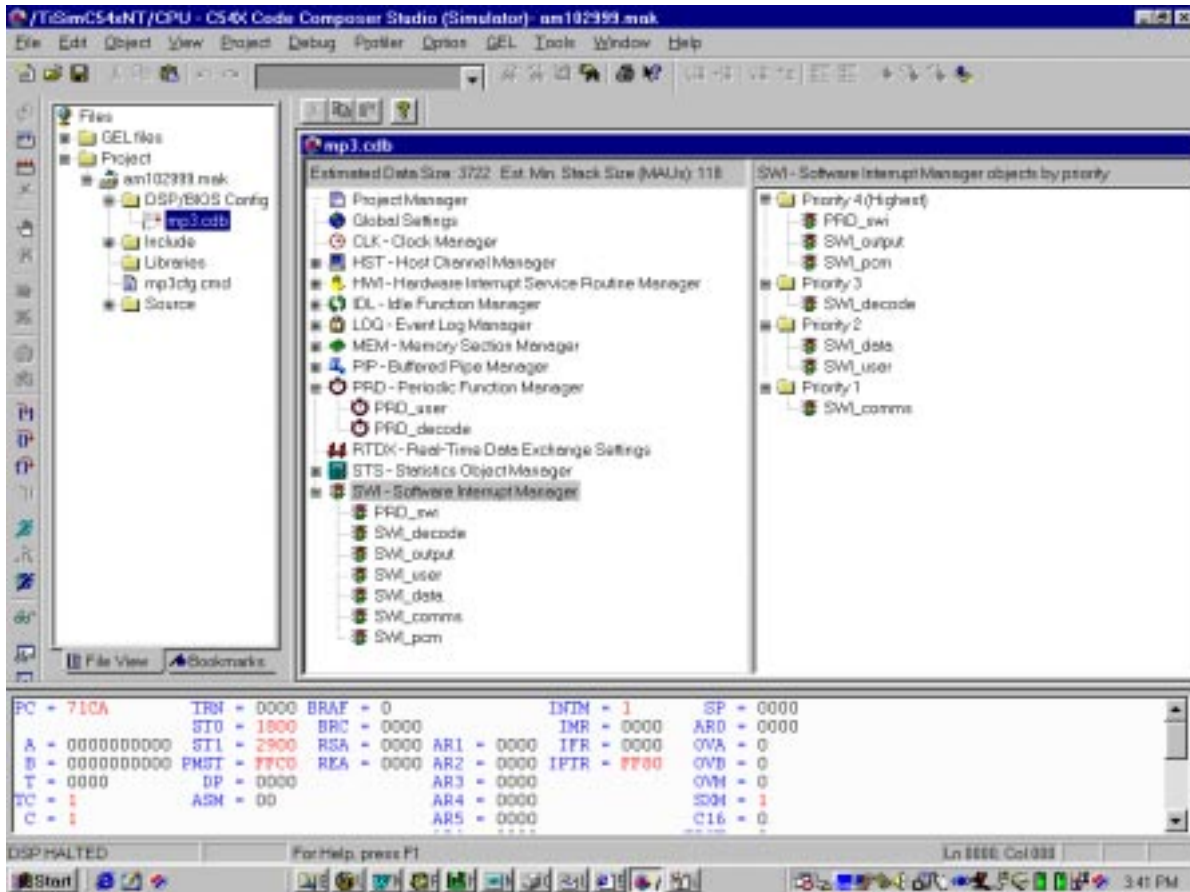 /TiSimC54xNT/CPU - C54X Code Composer Studio (Simulator)- am102999.mak
File Edit Object View Project Debug Profiler Option GEL Tools Window Help
Files
GEL files
Project
am102999.mak
DSP/BIOS Config
mp3.cdb
Include
Libraries
mp3cfg.cmd
Source
File View
Bookmarks
mp3.cdb
Estimated Data Size: 3722 Est. Min. Stack Size (MAUs): 118
Project Manager
Global Settings
CLK - Clock Manager
HST - Host Channel Manager
HWI - Hardware Interrupt Service Routine Manager
IDL - Idle Function Manager
LOG - Event Log Manager
MEM - Memory Section Manager
PIP - Buffered Pipe Manager
PRD - Periodic Function Manager
PRD_user
PRD_decode
RTDX - Real-Time Data Exchange Settings
STS - Statistics Object Manager
SWI - Software Interrupt Manager
PRD_swi
SWI_decode
SWI_output
SWI_user
SWI_data
SWI_comms
SWI_pcm
SWI - Software Interrupt Manager objects by priority
Priority 4 (Highest)
PRD_swi
SWI_output
SWI_pcm
Priority 3
SWI_decode
Priority 2
SWI_data
SWI_user
Priority 1
SWI_comms
PC = 71CA TRN = 0000 BRAF = 0 INTM = 1 SP = 0000
ST0 = 1800 BRC = 0000 IMR = 0000 AR0 = 0000
A = 0000000000 ST1 = 2900 RSA = 0000 AR1 = 0000 IFR = 0000 OVA = 0
B = 0000000000 PMST = FFC0 REA = 0000 AR2 = 0000 IPTR = FF80 OVB = 0
T = 0000 DP = 0000 AR3 = 0000 OVM = 0
TC = 1 ASM = 00 AR4 = 0000 SXM = 1
C = 1 AR5 = 0000 C16 = 0
DSP HALTED For Help, press F1 Ln 0000, Col 000
Start 3:41 PM